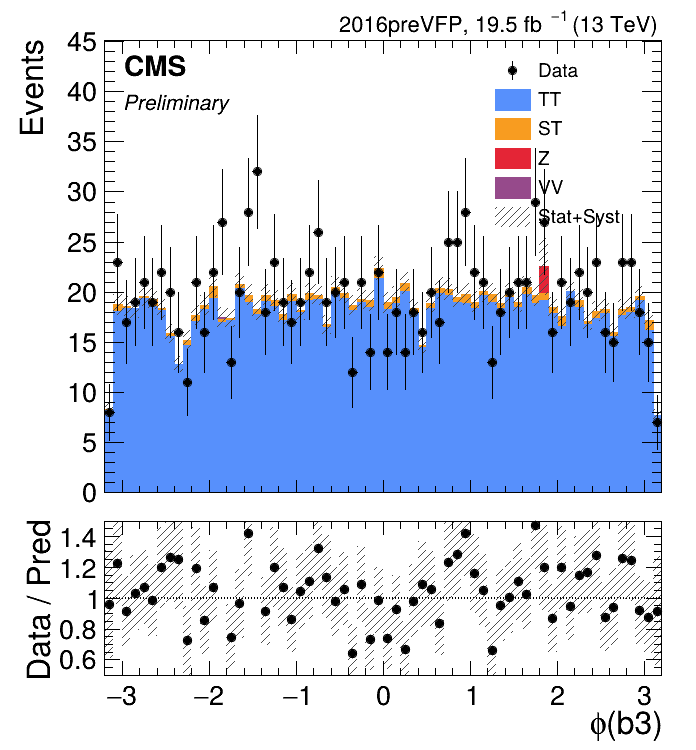 2016preVFP, 19.5 fb⁻¹ (13 TeV)
CMS
Preliminary
Data
TT
ST
Z
VV
Stat+Syst
Events
45
40
35
30
25
20
15
10
5
0
Data / Pred
1.4
1.2
1
0.8
0.6
−3 −2 −1 0 1 2 3
ϕ(b3)